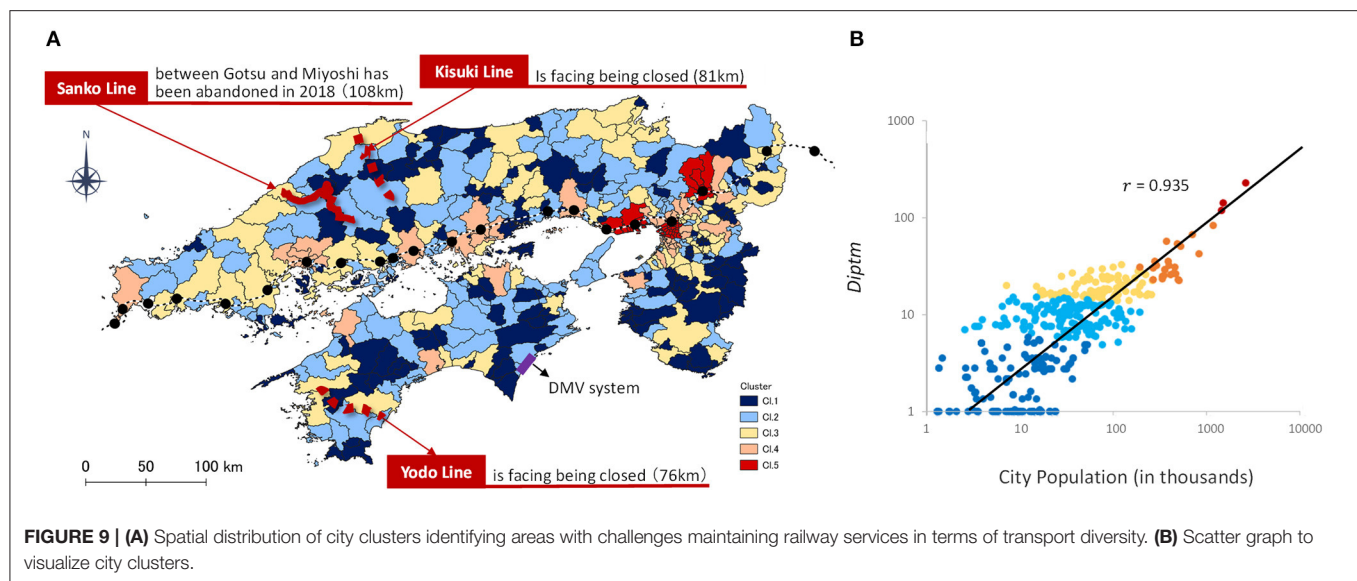 A
B
Sanko Line
between Gotsu and Miyoshi has
been abandoned in 2018（108km）
Kisuki Line
Is facing being closed (81km)
N
DMV system
Cluster
Cl.1
Cl.2
Cl.3
Cl.4
Cl.5
0 50 100 km
Yodo Line
is facing being closed（76km）
1000
100
10
1
Diptm
r = 0.935
1 10 100 1000 10000
City Population (in thousands)
FIGURE 9 | (A) Spatial distribution of city clusters identifying areas with challenges maintaining railway services in terms of transport diversity. (B) Scatter graph to
visualize city clusters.